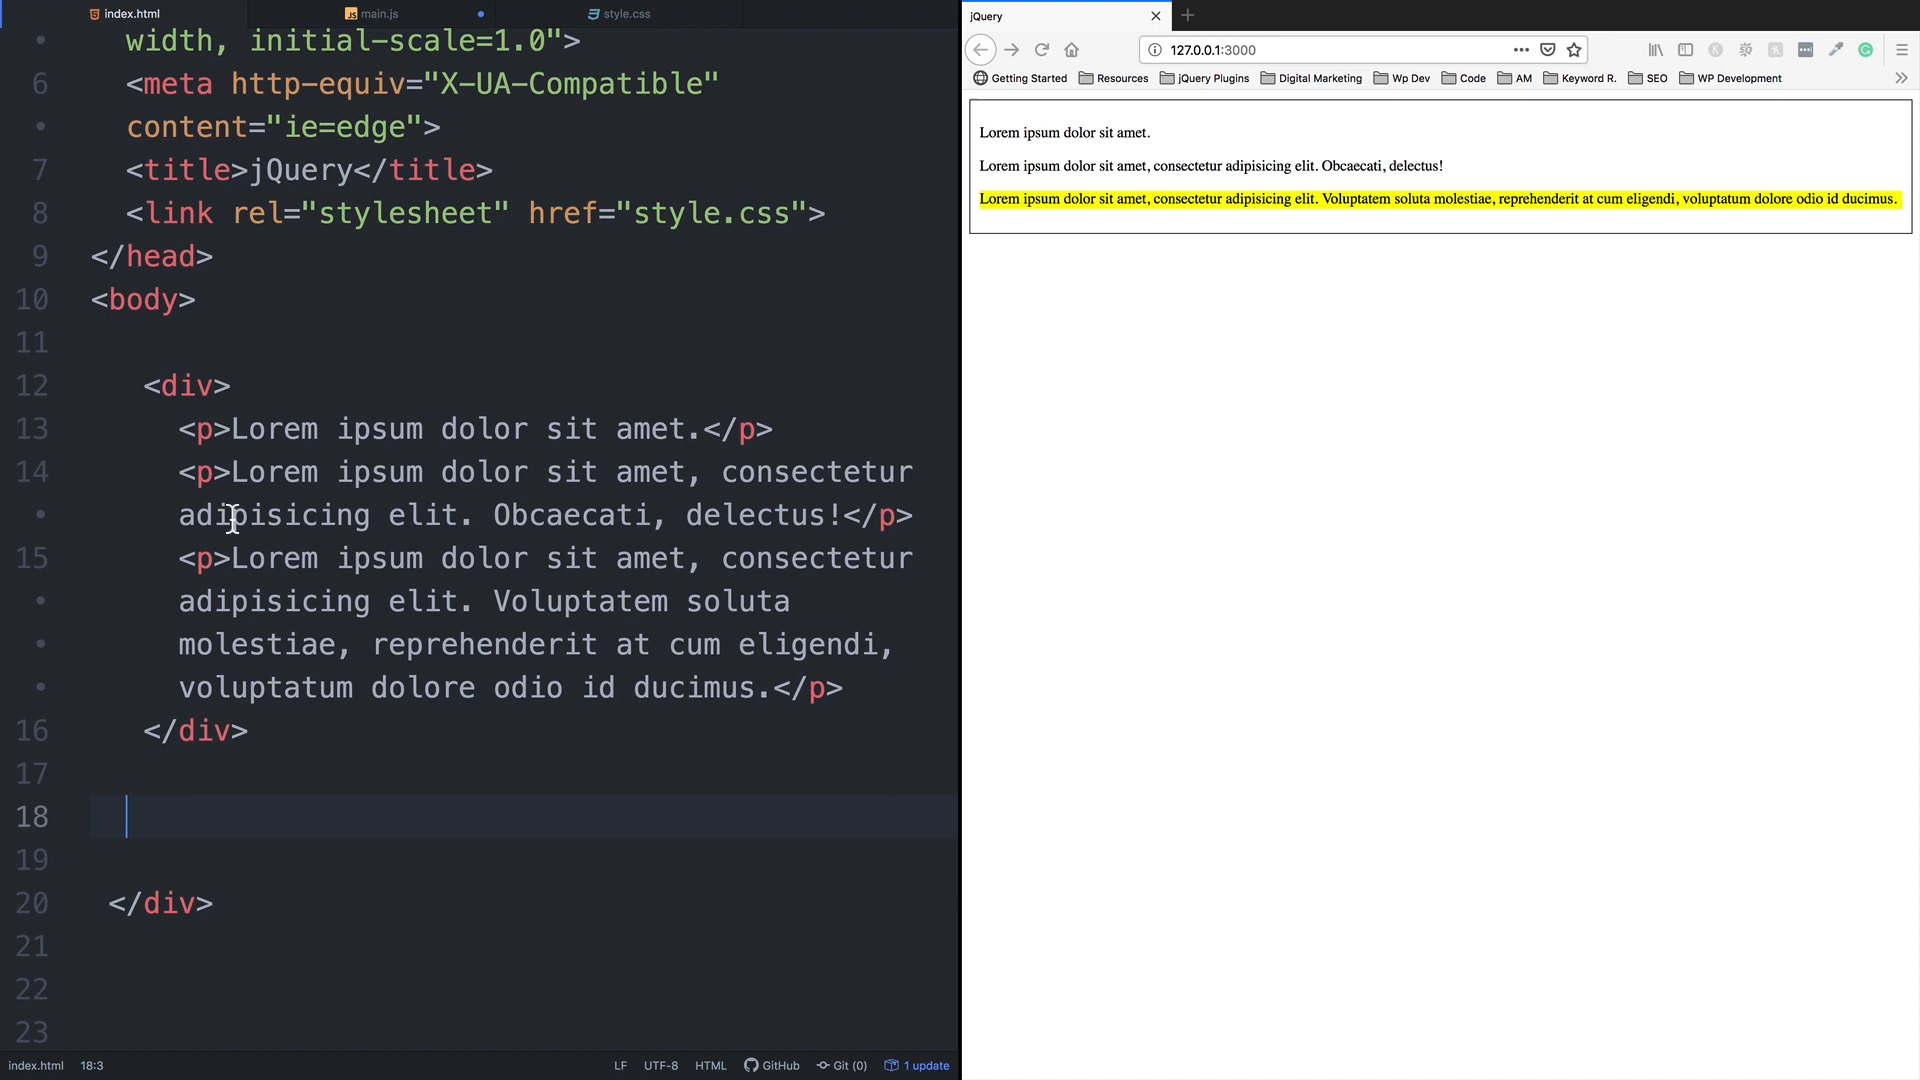 index.html
main.js
style.css
width, initial-scale=1.0">
6 <meta http-equiv="X-UA-Compatible"
content="ie=edge">
7 <title>jQuery</title>
8 <link rel="stylesheet" href="style.css">
9 </head>
10 <body>
11
12 <div>
13 <p>Lorem ipsum dolor sit amet.</p>
14 <p>Lorem ipsum dolor sit amet, consectetur
adipisicing elit. Obcaecati, delectus!</p>
15 <p>Lorem ipsum dolor sit amet, consectetur
adipisicing elit. Voluptatem soluta
molestiae, reprehenderit at cum eligendi,
voluptatum dolore odio id ducimus.</p>
16 </div>
17
18
19
20 </div>
21
22
23
index.html 18:3 LF UTF-8 HTML GitHub Git (0) 1 update
jQuery
127.0.0.1:3000
Getting Started Resources jQuery Plugins Digital Marketing Wp Dev Code AM Keyword R. SEO WP Development
Lorem ipsum dolor sit amet.
Lorem ipsum dolor sit amet, consectetur adipisicing elit. Obcaecati, delectus!
Lorem ipsum dolor sit amet, consectetur adipisicing elit. Voluptatem soluta molestiae, reprehenderit at cum eligendi, voluptatum dolore odio id ducimus.